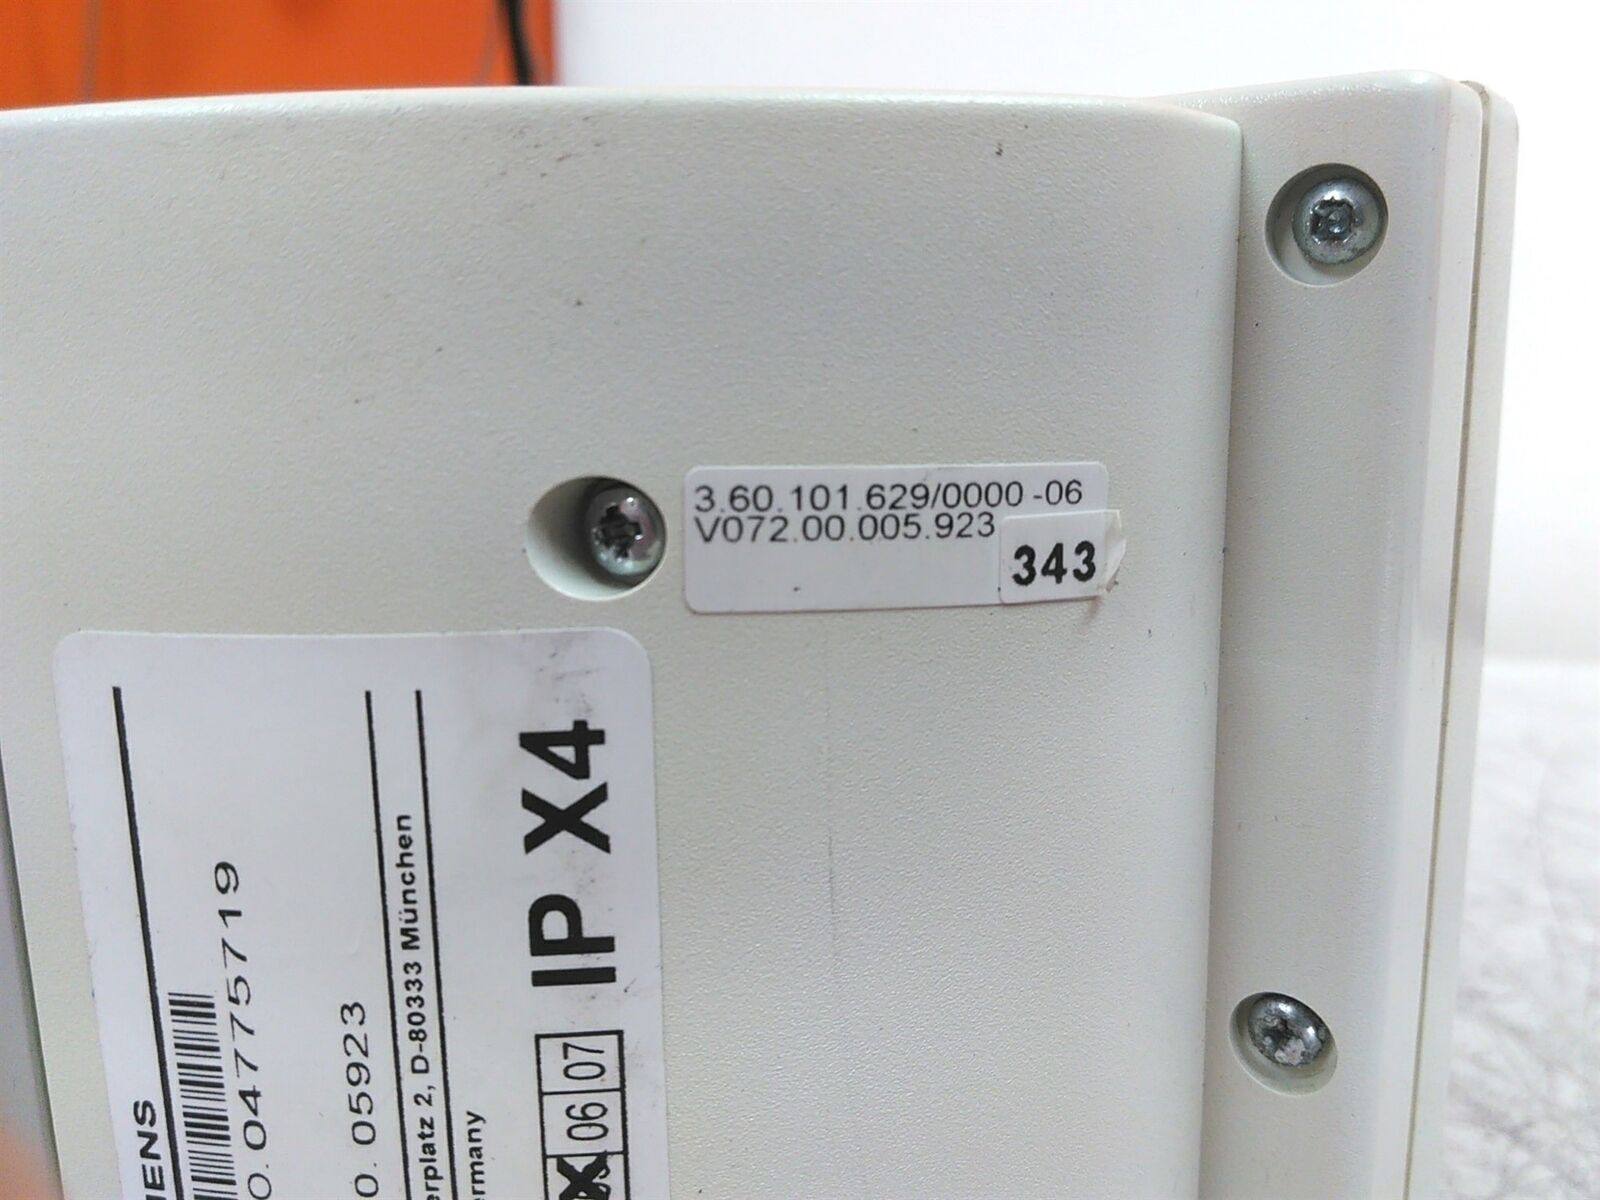 3.60.101.629/0000 -06
V072.00.005.923
343
IENS
0.04775719
0. 05923
erplatz 2, D-80333 München
ermany
IP X4
X 06 07